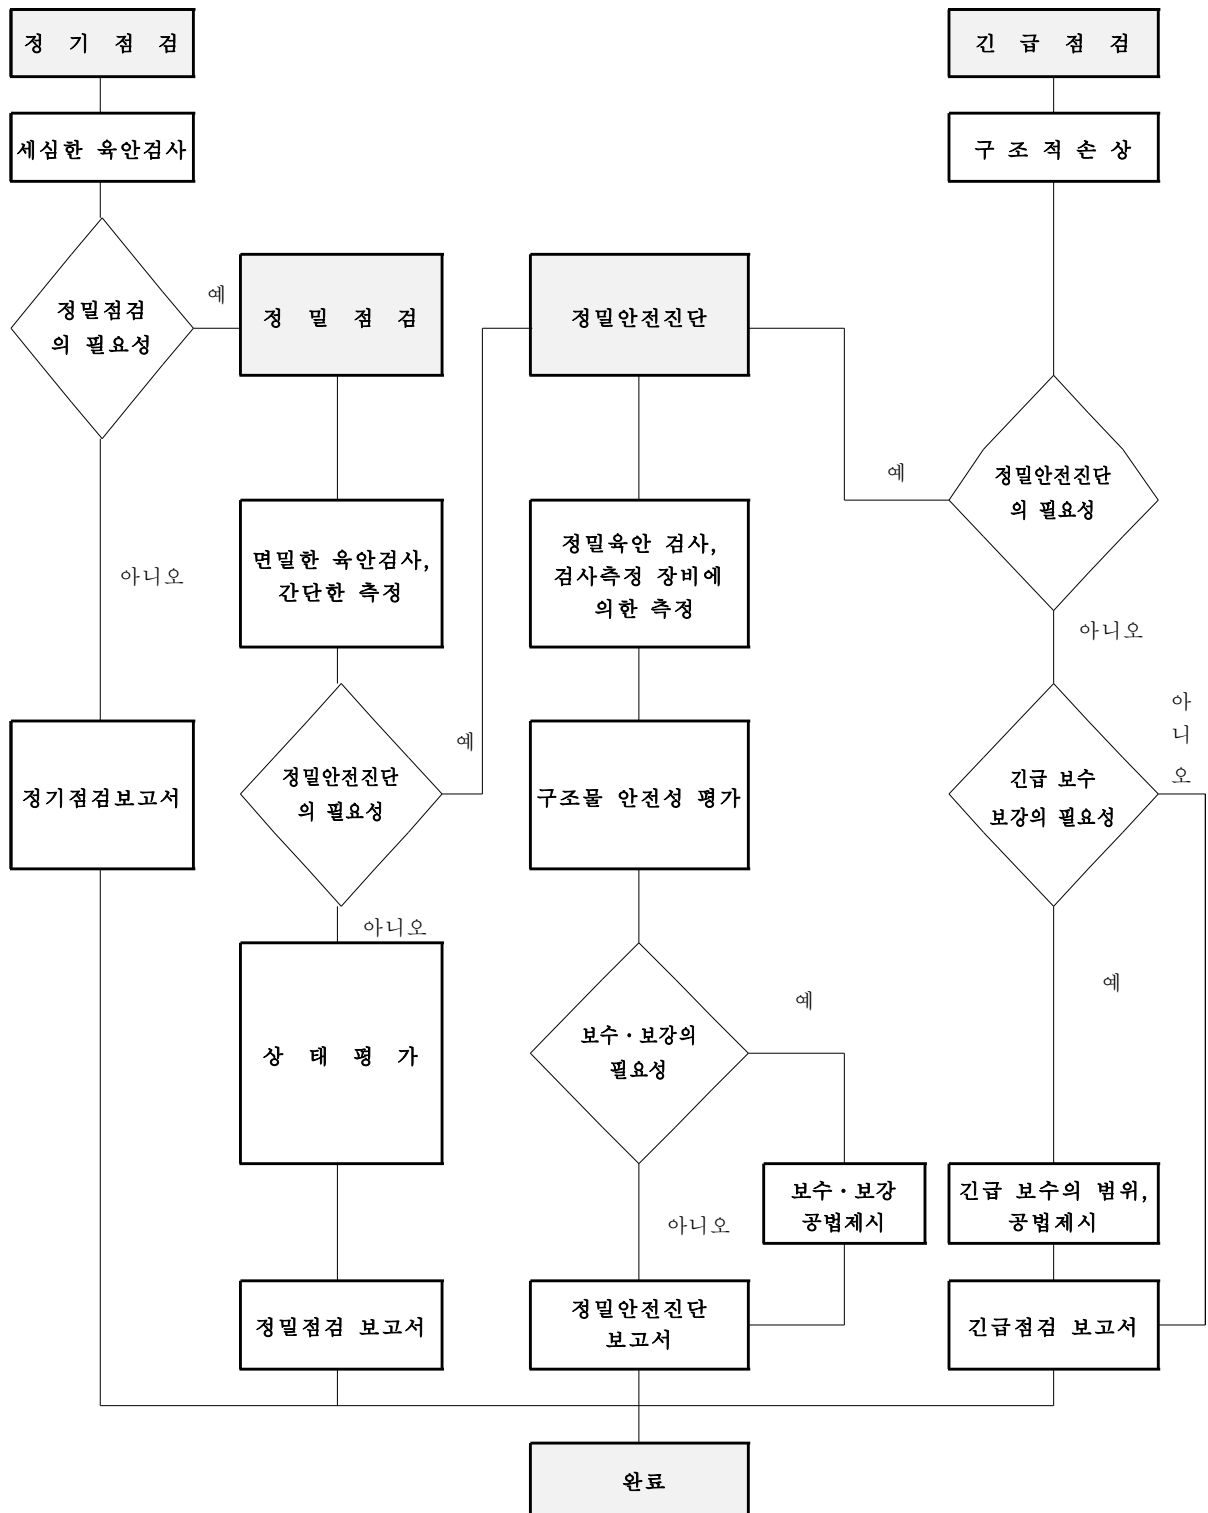 정 기 점 검
긴 급 점 검
세심한 육안검사
구 조 적 손 상
정밀점검
의 필요성
예
정 밀 점 검
정밀안전진단
예
정밀안전진단
의 필요성
아니오
면밀한 육안검사,
간단한 측정
정밀육안 검사,
검사측정 장비에
의한 측정
아니오
정기점검보고서
정밀안전진단
의 필요성
예
아니오
구조물 안전성 평가
긴급 보수
보강의 필요성
아
니
오
예
상 태 평 가
보수·보강의
필요성
예
아니오
보수·보강
공법제시
긴급 보수의 범위,
공법제시
정밀점검 보고서
정밀안전진단
보고서
긴급점검 보고서
완료